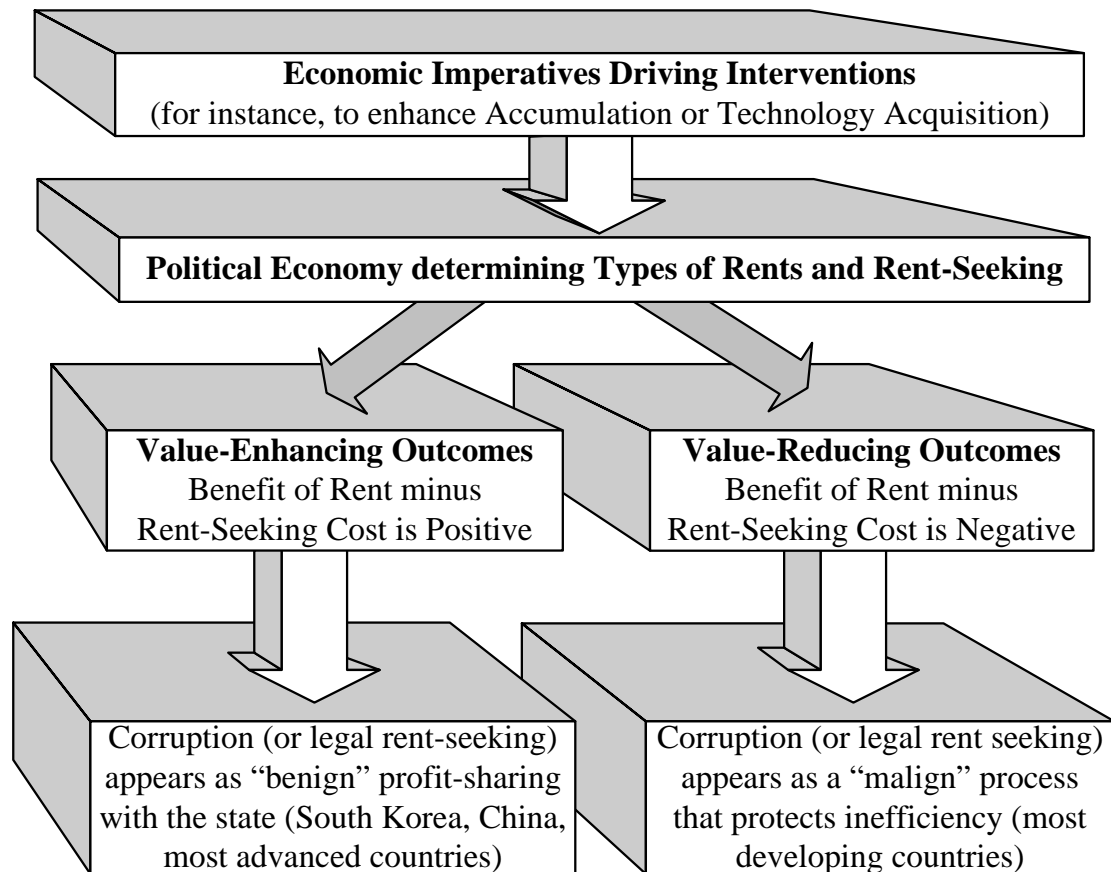 Economic Imperatives Driving Interventions
(for instance, to enhance Accumulation or Technology Acquisition)
Political Economy determining Types of Rents and Rent-Seeking
Value-Enhancing Outcomes
Benefit of Rent minus
Rent-Seeking Cost is Positive
Value-Reducing Outcomes
Benefit of Rent minus
Rent-Seeking Cost is Negative
Corruption (or legal rent-seeking)
appears as “benign” profit-sharing
with the state (South Korea, China,
most advanced countries)
Corruption (or legal rent seeking)
appears as a “malign” process
that protects inefficiency (most
developing countries)